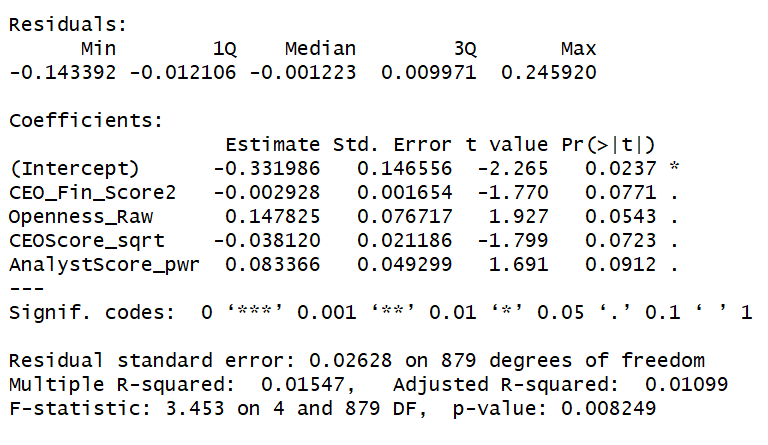 Residuals:
      Min        1Q    Median        3Q       Max
-0.143392 -0.012106 -0.001223  0.009971  0.245920

Coefficients:
                  Estimate Std. Error t value Pr(>|t|)
(Intercept)      -0.331986   0.146556  -2.265   0.0237 *
CEO_Fin_Score2   -0.002928   0.001654  -1.770   0.0771 .
Openness_Raw      0.147825   0.076717   1.927   0.0543 .
CEOScore_sqrt    -0.038120   0.021186  -1.799   0.0723 .
AnalystScore_pwr  0.083366   0.049299   1.691   0.0912 .
---
Signif. codes:  0 ‘***’ 0.001 ‘**’ 0.01 ‘*’ 0.05 ‘.’ 0.1 ‘ ’ 1

Residual standard error: 0.02628 on 879 degrees of freedom
Multiple R-squared:  0.01547,   Adjusted R-squared:  0.01099
F-statistic: 3.453 on 4 and 879 DF,  p-value: 0.008249